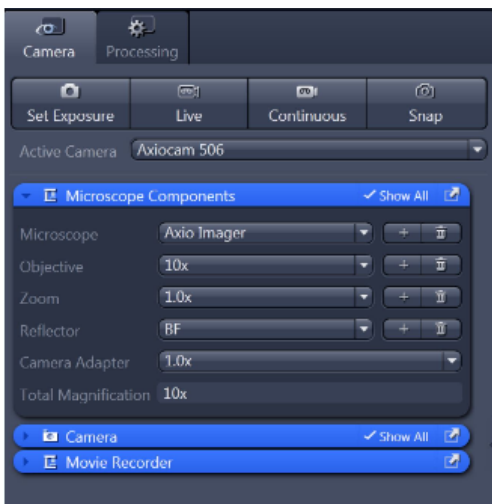 Camera
Processing
Set Exposure
Live
Continuous
Snap
Active Camera Axiocam 506
Microscope Components Show All
Microscope Axio Imager
Objective 10x
Zoom 1.0x
Reflector BF
Camera Adapter 1.0x
Total Magnification 10x
Camera Show All
Movie Recorder